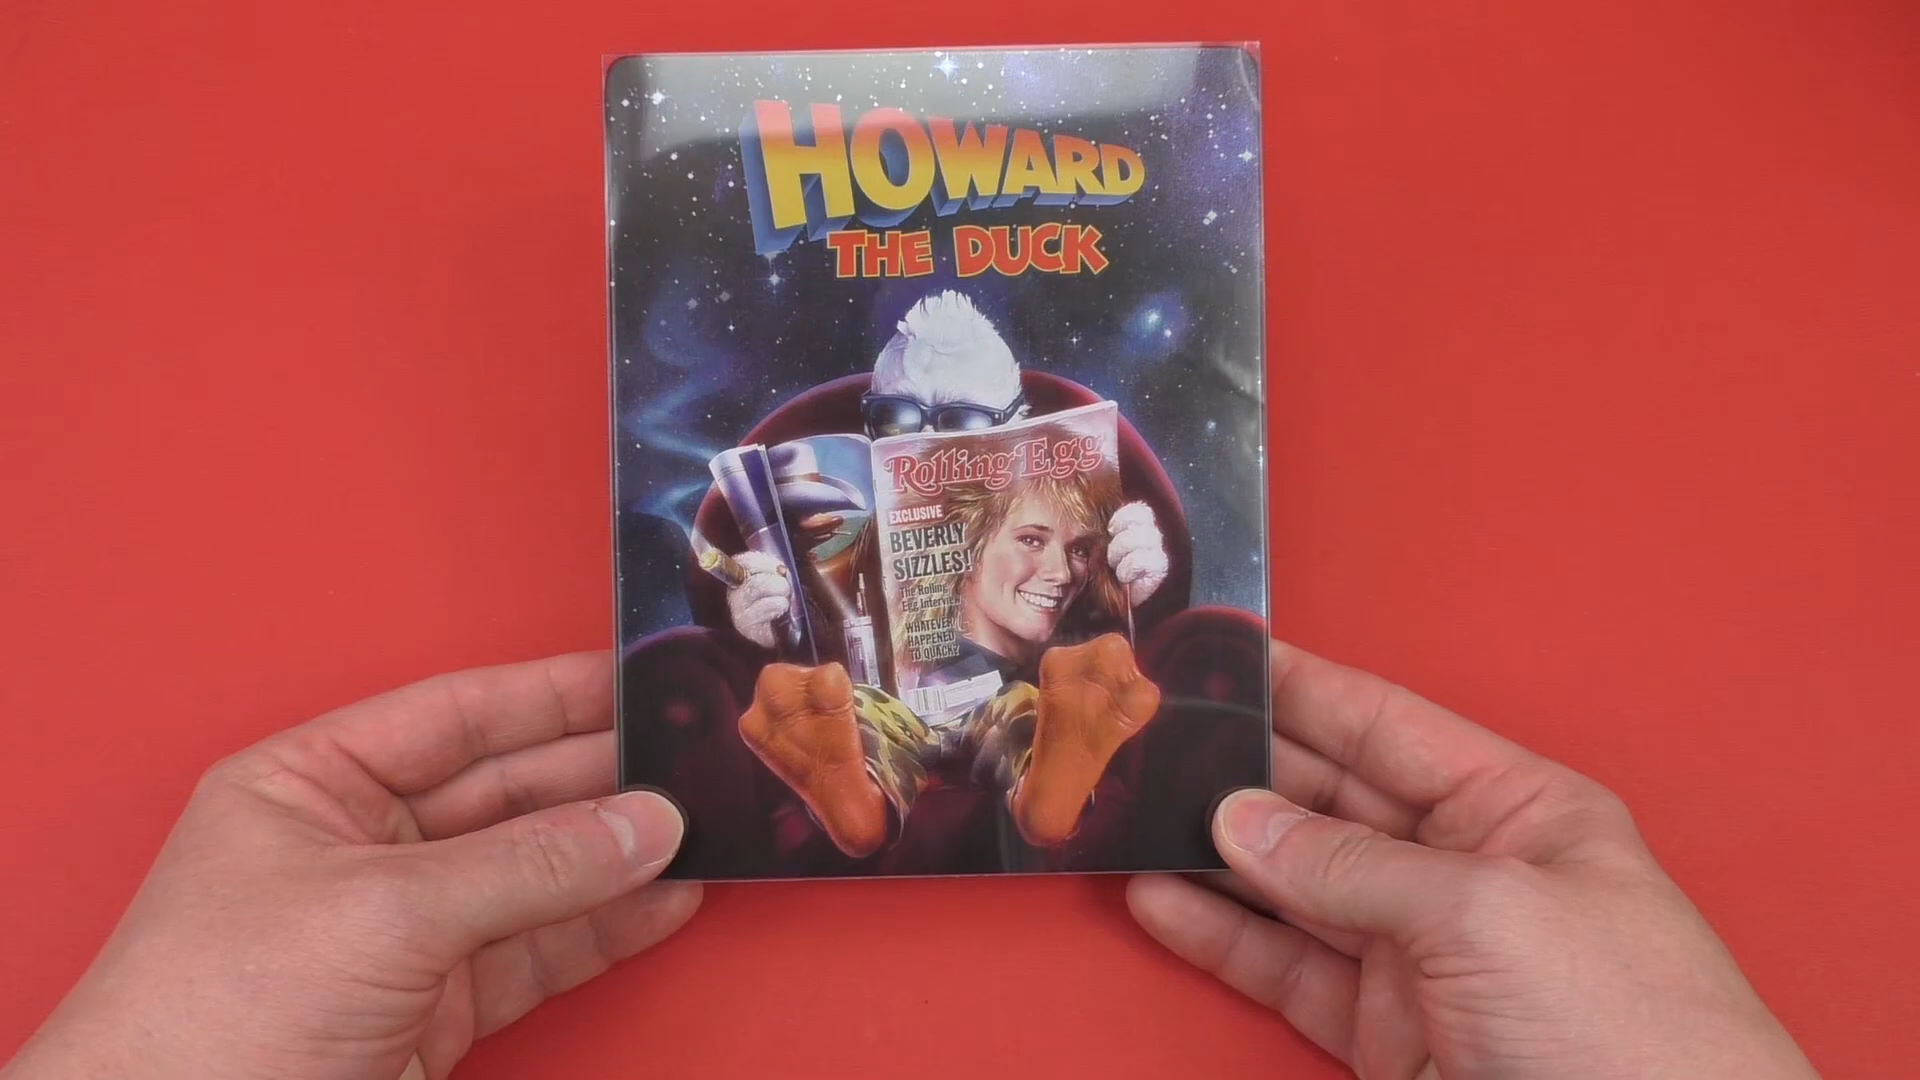 HOWARD
THE DUCK
Rolling Egg
EXCLUSIVE
BEVERLY
SIZZLES!
The Rolling
Egg Interview
WHATEVER
HAPPENED
TO QUACK?